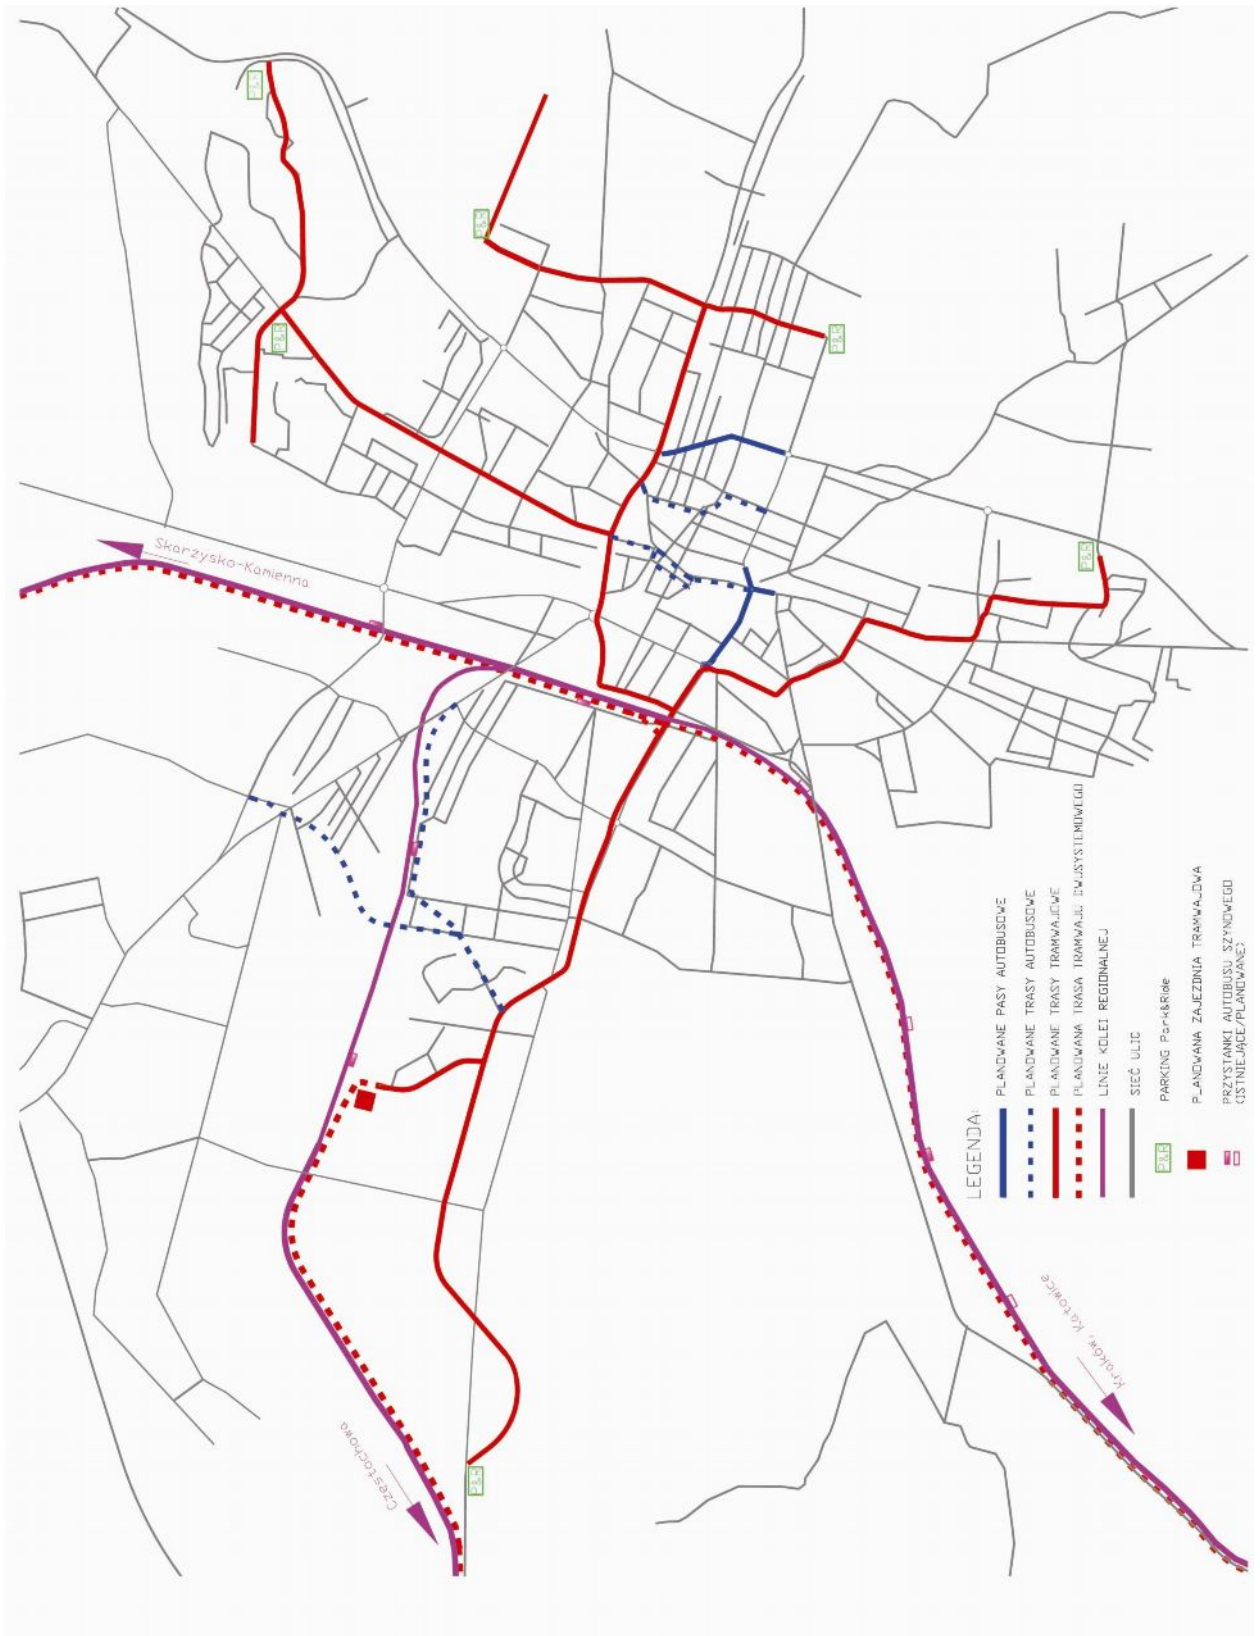 P&R
P&R
P&R
P&R
P&R
Skarżysko-Kamienna
Częstochowa
P&R
Kraków, Katowice
LEGENDA:
PLANOWANE PASY AUTOBUSOWE
PLANOWANE TRASY AUTOBUSOWE
PLANOWANE TRASY TRAMWAJOWE
PLANOWANA TRASA TRAMWAJU DWUSYSTEMOWEGO
LINIE KOLEI REGIONALNEJ
SIEĆ ULIC
P&R PARKING Park&Ride
PLANOWANA ZAJEZDNIA TRAMWAJOWA
PRZYSTANKI AUTOBUSU SZYNOWEGO
(ISTNIEJĄCE/PLANOWANE)